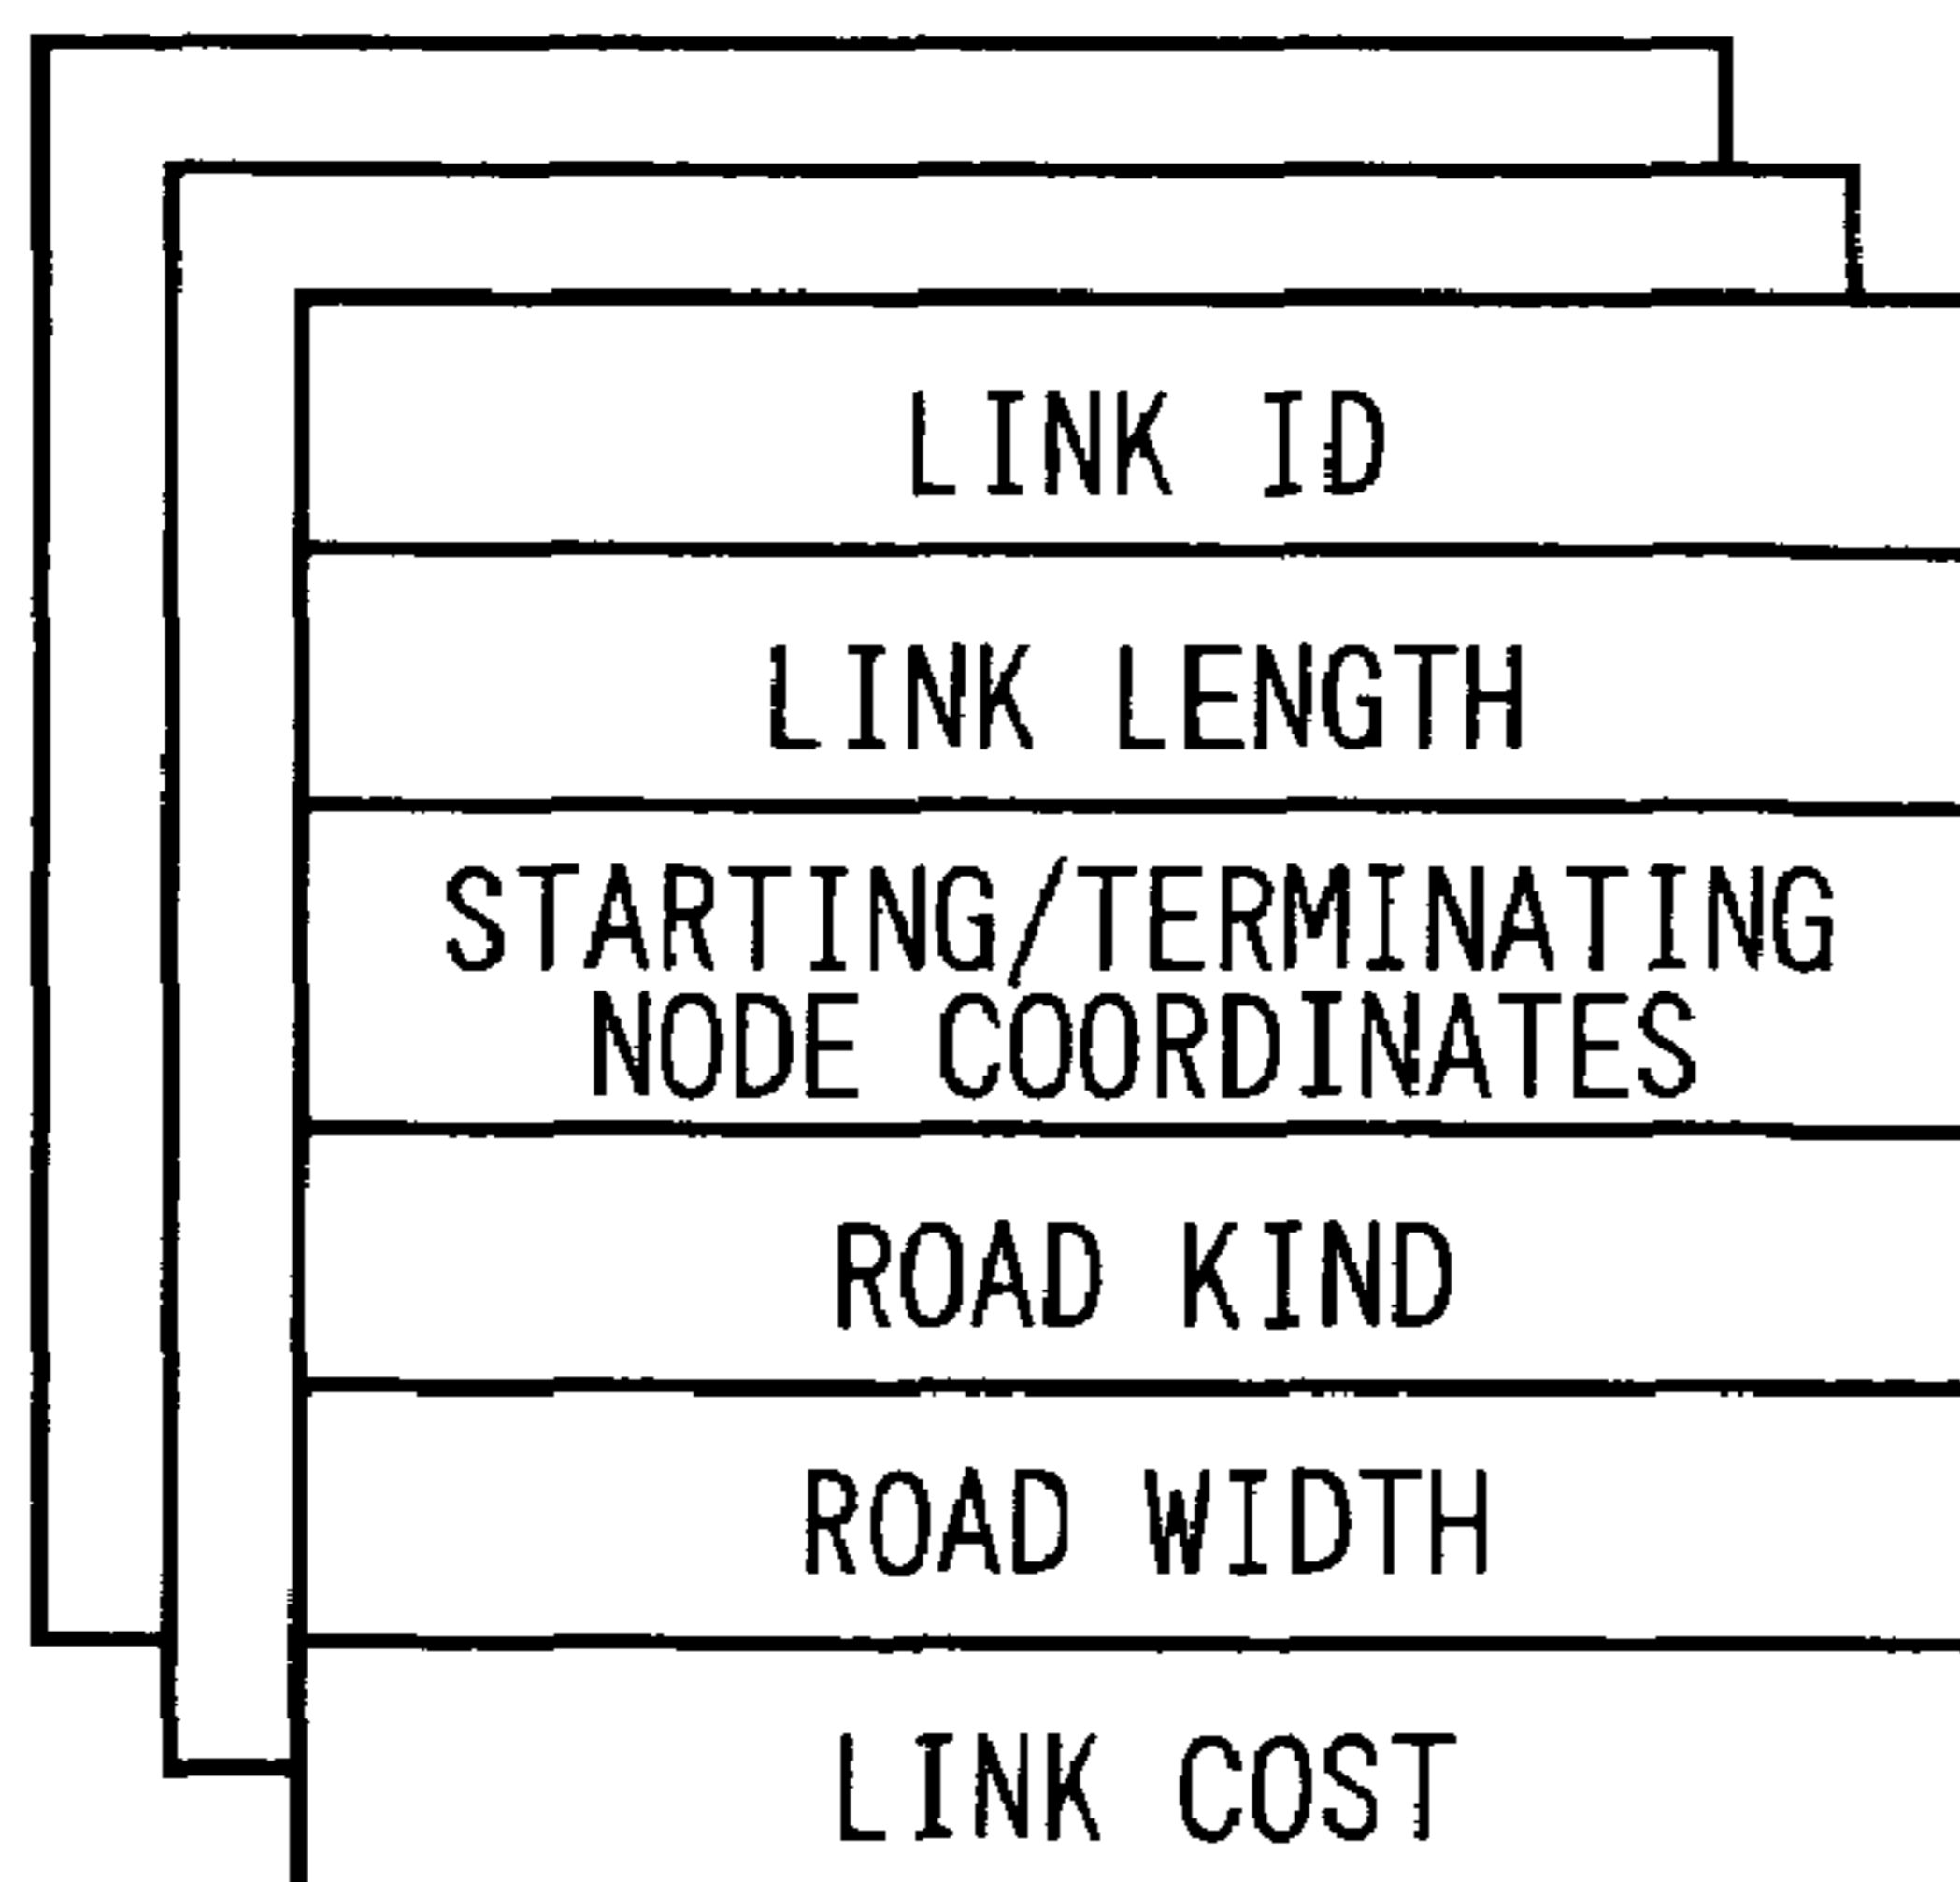 LINK ID
LINK LENGTH
STARTING/TERMINATING
NODE COORDINATES
ROAD KIND
ROAD WIDTH
LINK COST